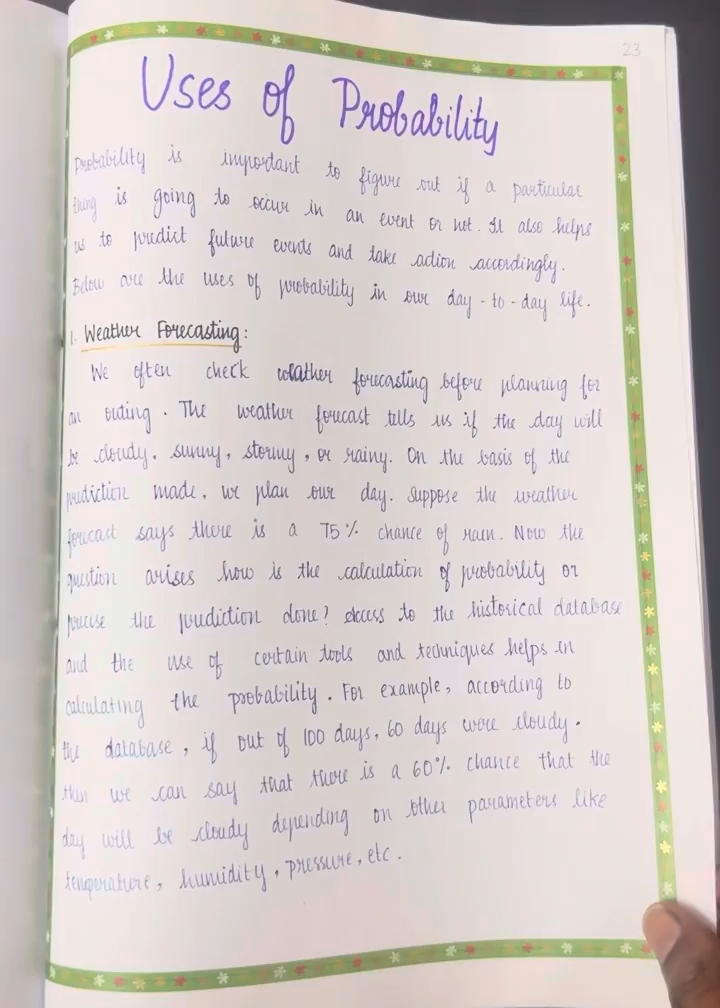 23
Uses of Probability
Probability is important to figure out if a particular
thing is going to occur in an event or not. It also helps
us to predict future events and take action accordingly.
Below are the uses of probability in our day-to-day life.
1. Weather Forecasting:
We often check weather forecasting before planning for
an outing. The weather forecast tells us if the day will
be cloudy, sunny, stormy, or rainy. On the basis of the
prediction made, we plan our day. Suppose the weather
forecast says there is a 75% chance of rain. Now the
question arises how is the calculation of probability or
precise the prediction done? Access to the historical database
and the use of certain tools and techniques helps in
calculating the probability. For example, according to
the database, if out of 100 days, 60 days were cloudy.
then we can say that there is a 60% chance that the
day will be cloudy depending on other parameters like
temperature, humidity, pressure, etc.